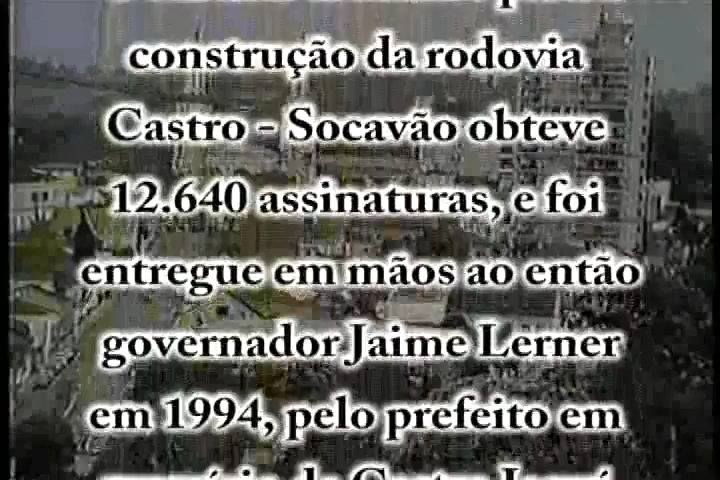 construção da rodovia
Castro - Socavão obteve
12.640 assinaturas, e foi
entregue em mãos ao então
governador Jaime Lerner
em 1994, pelo prefeito em